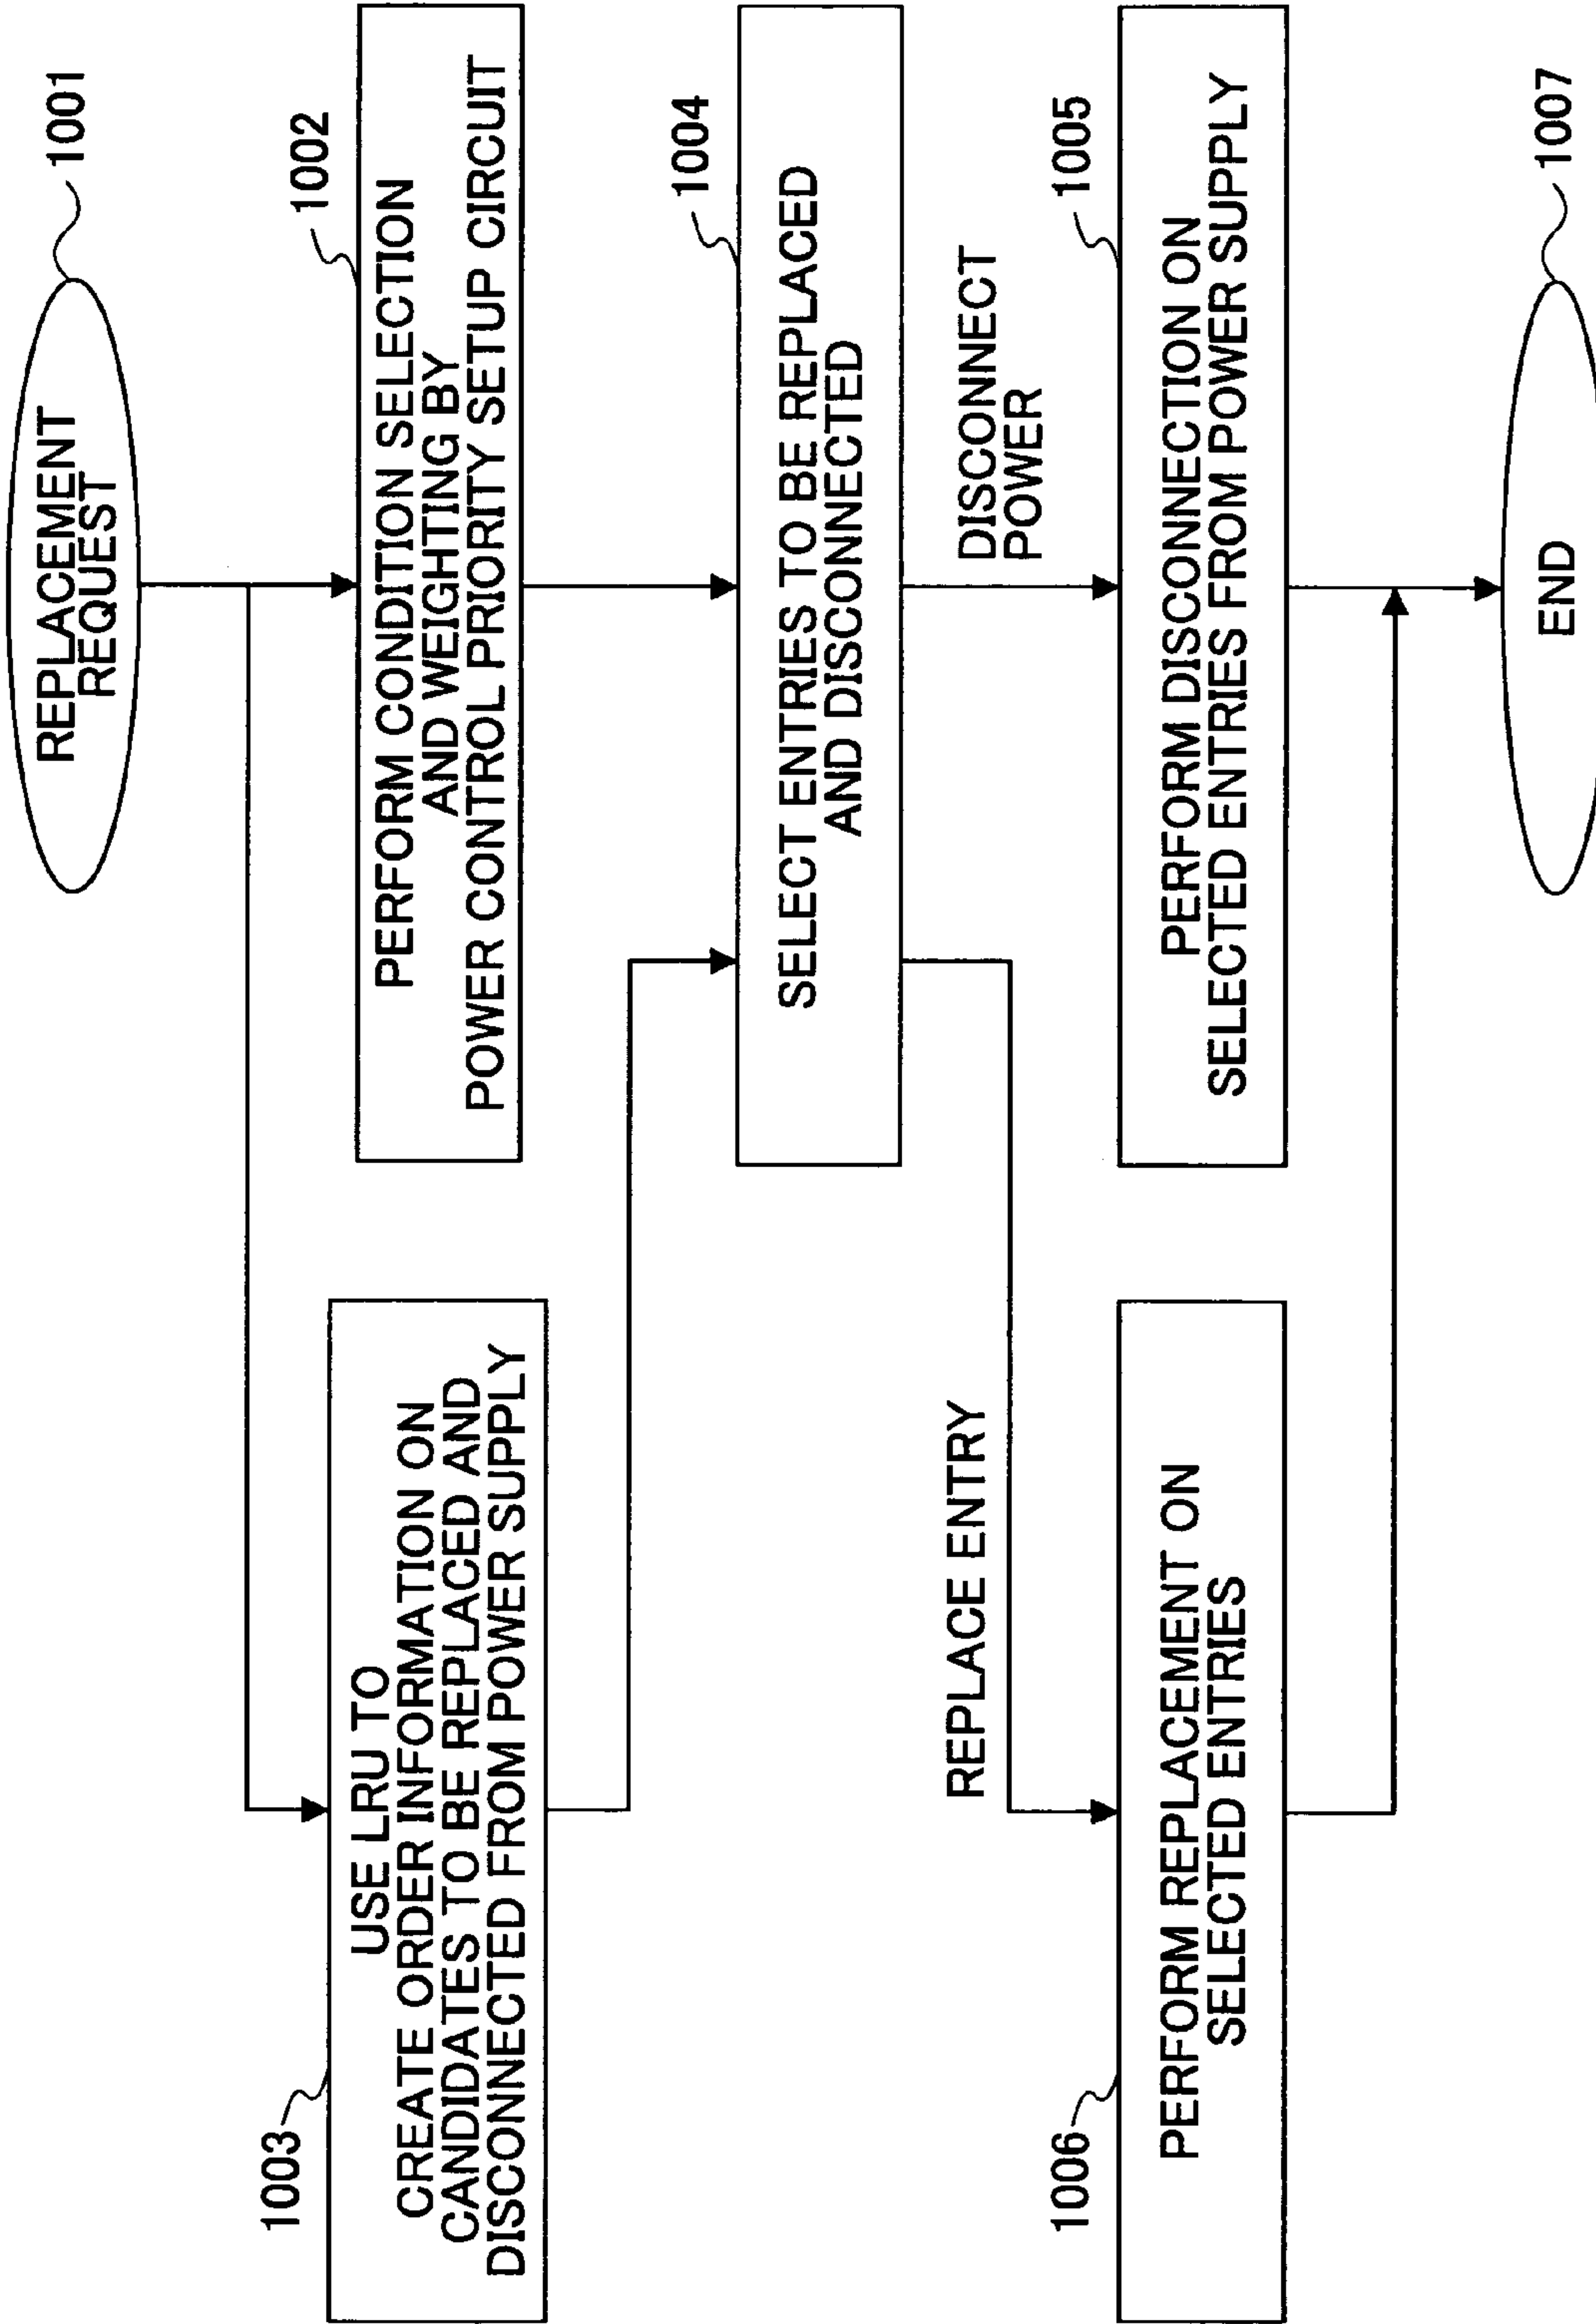 REPLACEMENT
REQUEST
1001
PERFORM CONDITION SELECTION
AND WEIGHTING BY
POWER CONTROL PRIORITY SETUP CIRCUIT
1002
1003
USE LRU TO
CREATE ORDER INFORMATION ON
CANDIDATES TO BE REPLACED AND
DISCONNECTED FROM POWER SUPPLY
1004
SELECT ENTRIES TO BE REPLACED
AND DISCONNECTED
REPLACE ENTRY
DISCONNECT
POWER
1005
PERFORM DISCONNECTION ON
SELECTED ENTRIES FROM POWER SUPPLY
1006
PERFORM REPLACEMENT ON
SELECTED ENTRIES
END
1007